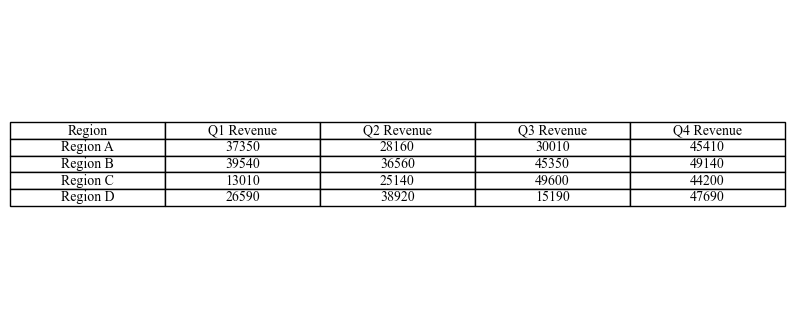 Region Q1 Revenue Q2 Revenue Q3 Revenue Q4 Revenue
Region A 37350 28160 30010 45410
Region B 39540 36560 45350 49140
Region C 13010 25140 49600 44200
Region D 26590 38920 15190 47690